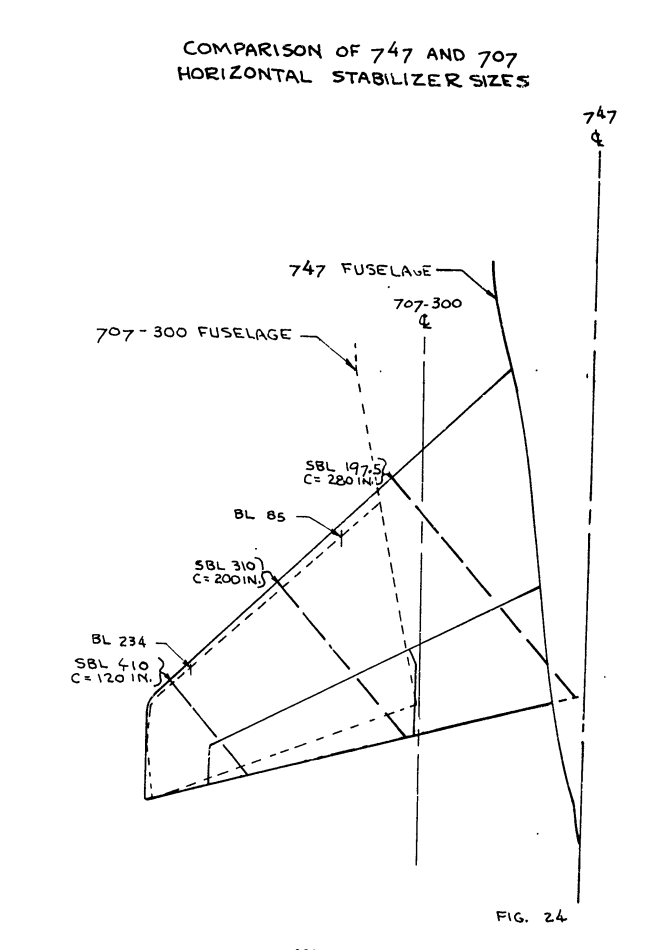 COMPARISON OF 747 AND 707
HORIZONTAL STABILIZER SIZES
747
℄
747 FUSELAGE
707-300
℄
707-300 FUSELAGE
SBL 197.5
C = 280 IN.
BL 85
SBL 310
C = 200 IN.
BL 234
SBL 410
C = 120 IN.
FIG. 24